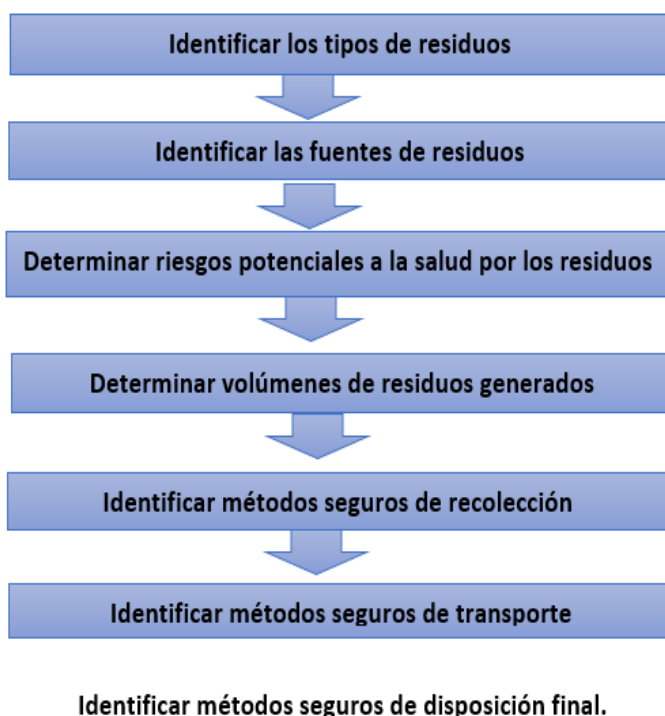 Identificar los tipos de residuos
Identificar las fuentes de residuos
Determinar riesgos potenciales a la salud por los residuos
Determinar volúmenes de residuos generados
Identificar métodos seguros de recolección
Identificar métodos seguros de transporte
Identificar métodos seguros de disposición final.